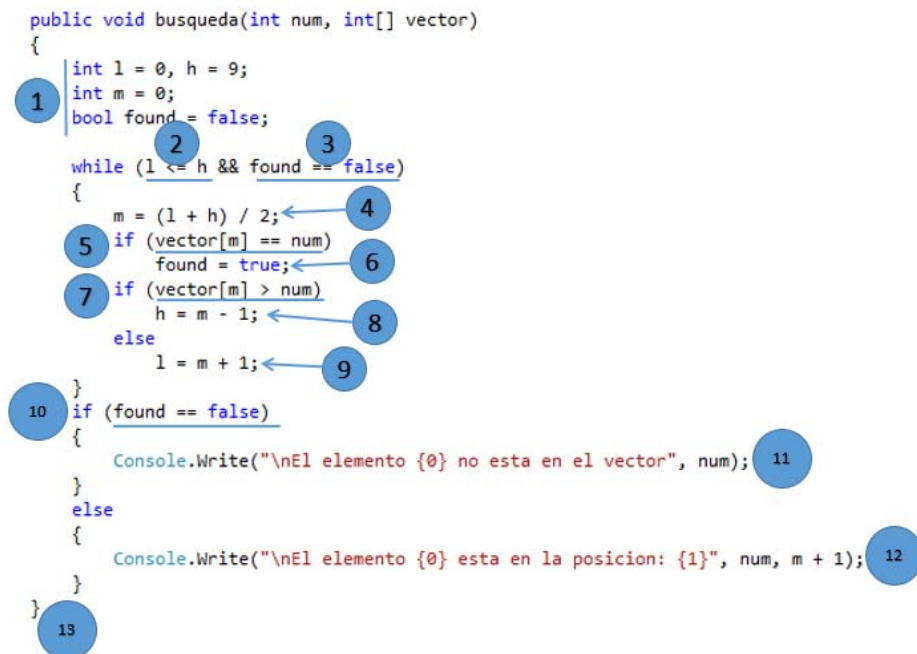 public void busqueda(int num, int[] vector)
{
int l = 0, h = 9;
1 int m = 0;
bool found = false;
2 3
while (l <= h && found == false)
{
m = (l + h) / 2; 4
5 if (vector[m] == num)
found = true; 6
7 if (vector[m] > num)
h = m - 1; 8
else
l = m + 1; 9
}
10 if (found == false)
{
Console.Write("\nEl elemento {0} no esta en el vector", num); 11
}
else
{
Console.Write("\nEl elemento {0} esta en la posicion: {1}", num, m + 1); 12
}
}
13